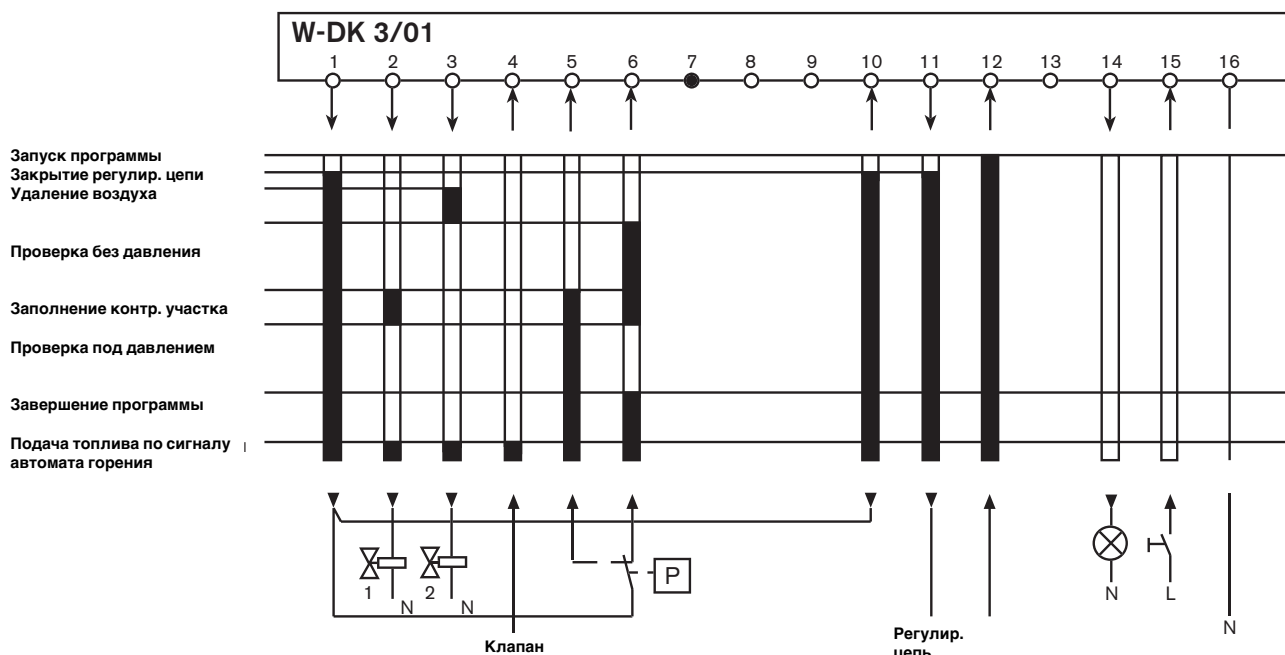 W-DK 3/01
1 2 3 4 5 6 7 8 9 10 11 12 13 14 15 16
Запуск программы
Закрытие регулир. цепи
Удаление воздуха
Проверка без давления
Заполнение контр. участка
Проверка под давлением
Завершение программы
Подача топлива по сигналу
автомата горения
P
1 N 2 N N L
N
Клапан
Регулир.
цепь